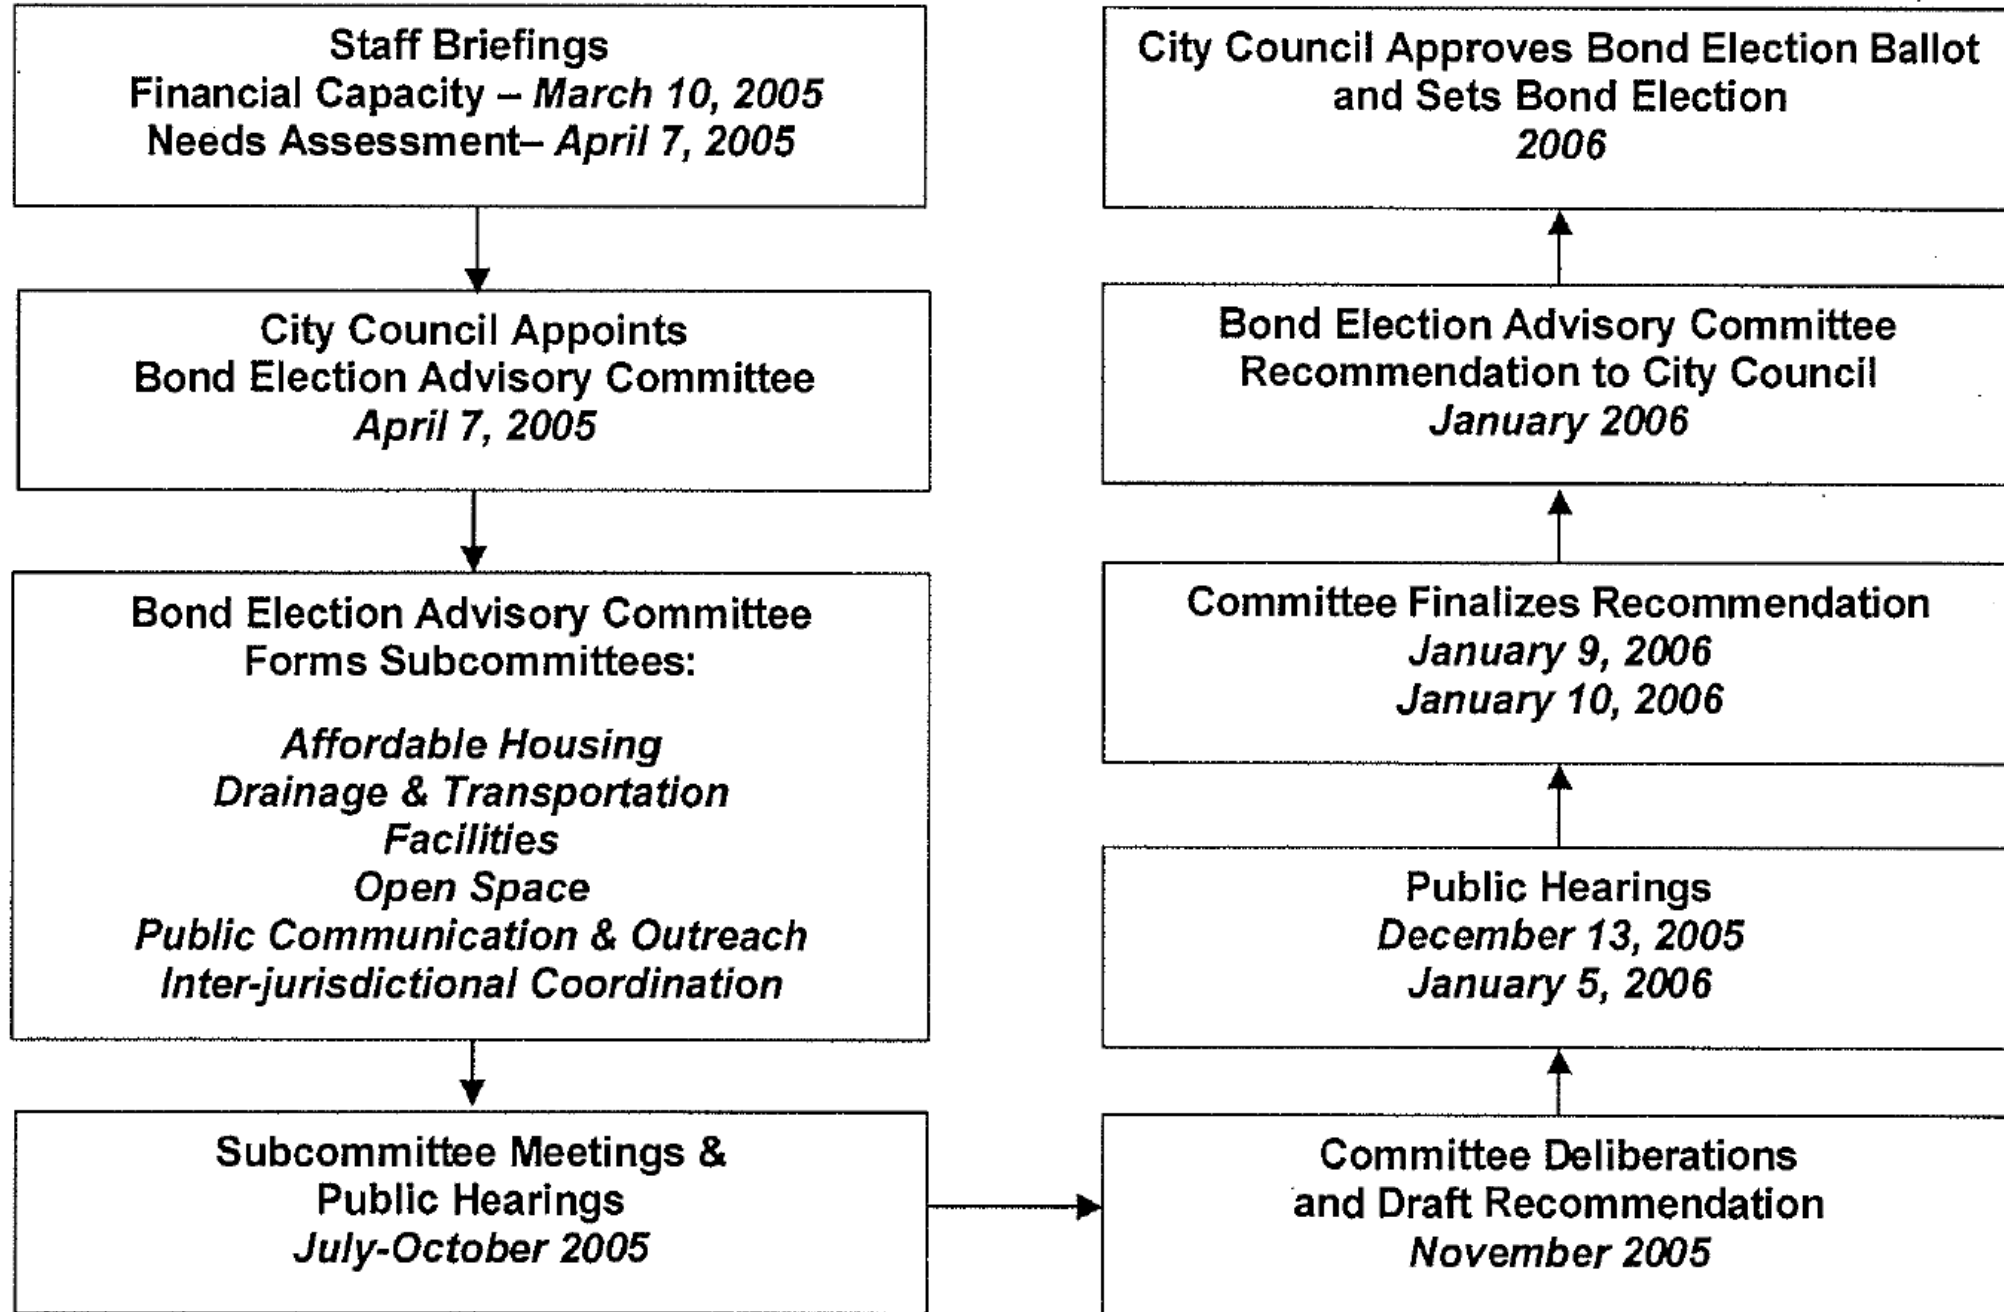 Staff Briefings
Financial Capacity – March 10, 2005
Needs Assessment– April 7, 2005
City Council Appoints
Bond Election Advisory Committee
April 7, 2005
Bond Election Advisory Committee
Forms Subcommittees:
Affordable Housing
Drainage & Transportation
Facilities
Open Space
Public Communication & Outreach
Inter-jurisdictional Coordination
Subcommittee Meetings &
Public Hearings
July-October 2005
Committee Deliberations
and Draft Recommendation
November 2005
Public Hearings
December 13, 2005
January 5, 2006
Committee Finalizes Recommendation
January 9, 2006
January 10, 2006
Bond Election Advisory Committee
Recommendation to City Council
January 2006
City Council Approves Bond Election Ballot
and Sets Bond Election
2006